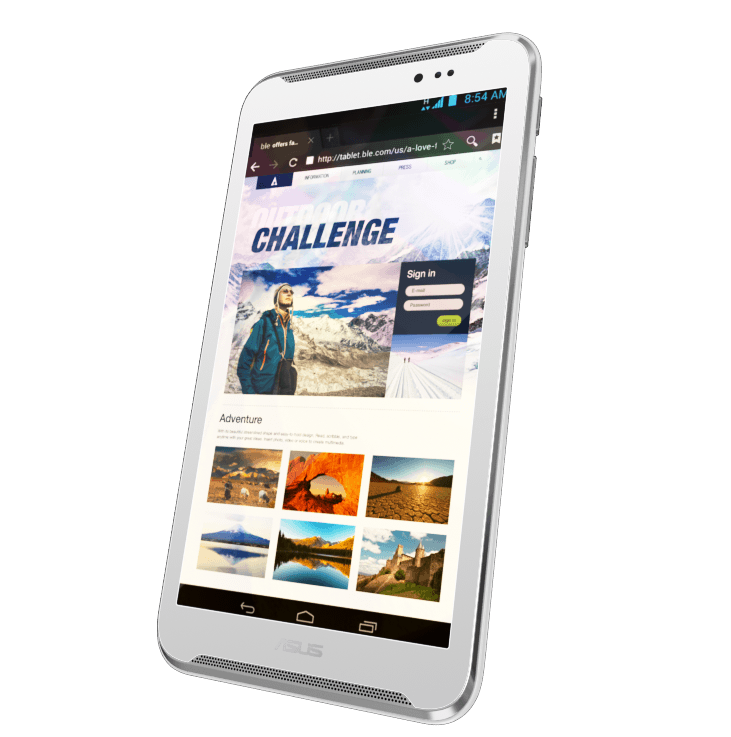 H
8:54 AM
ble offers fa..
http://tablet.ble.com/us/a-love-!
INFORMATION PLANNING PRESS SHOP
OUTDOOR
CHALLENGE
Sign in
E-mail
Password
SIGN IN
Adventure
ASUS